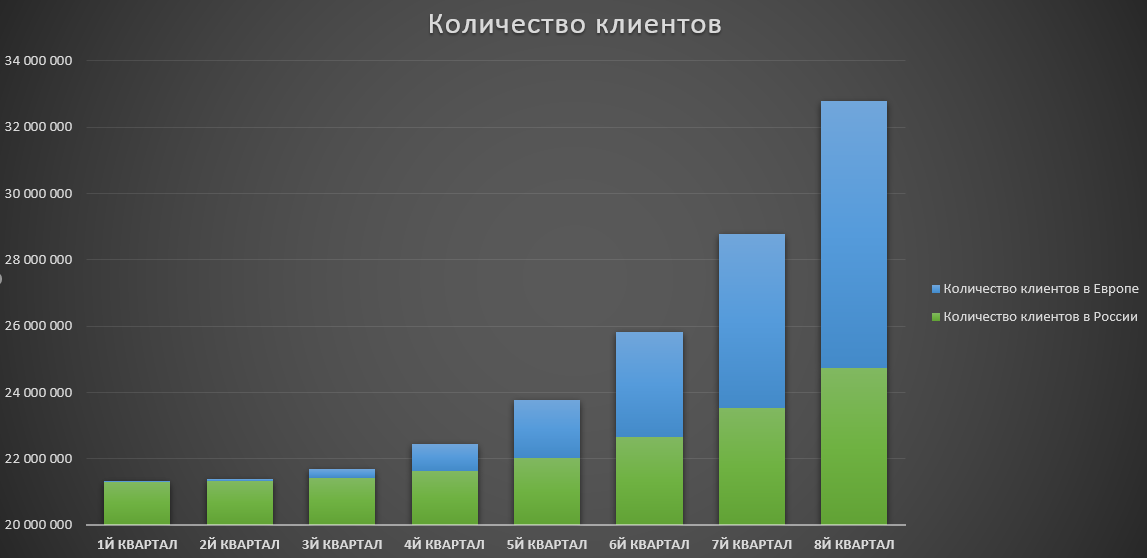 Количество клиентов
34 000 000
32 000 000
30 000 000
28 000 000
26 000 000
24 000 000
22 000 000
20 000 000
1Й КВАРТАЛ 2Й КВАРТАЛ 3Й КВАРТАЛ 4Й КВАРТАЛ 5Й КВАРТАЛ 6Й КВАРТАЛ 7Й КВАРТАЛ 8Й КВАРТАЛ
Количество клиентов в Европе
Количество клиентов в России